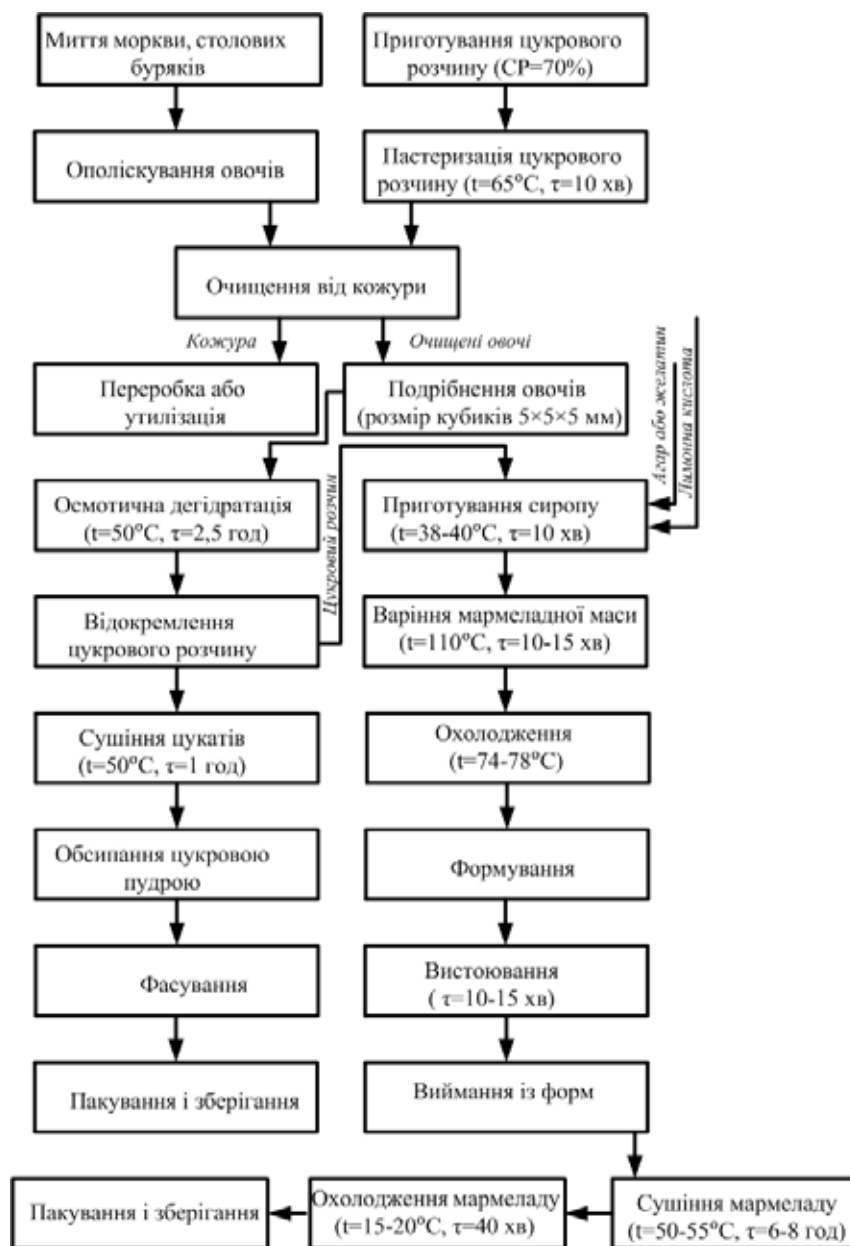 Миття моркви, столових
буряків
Приготування цукрового
розчину (СР=70%)
Ополіскування овочів
Пастеризація цукрового
розчину (t=65°C, τ=10 хв)
Очищення від кожури
Кожура
Очищені овочі
Переробка або
утилізація
Подрібнення овочів
(розмір кубиків 5×5×5 мм)
Агар або желатин
Лимонна кислота
Осмотична дегідратація
(t=50°C, τ=2,5 год)
Цукровий розчин
Приготування сиропу
(t=38-40°C, τ=10 хв)
Відокремлення
цукрового розчину
Варіння мармеладної маси
(t=110°C, τ=10-15 хв)
Сушіння цукатів
(t=50°C, τ=1 год)
Охолодження
(t=74-78°C)
Обсипання цукровою
пудрою
Формування
Фасування
Вистоювання
( τ=10-15 хв)
Пакування і зберігання
Виймання із форм
Пакування і зберігання
Охолодження мармеладу
(t=15-20°C, τ=40 хв)
Сушіння мармеладу
(t=50-55°C, τ=6-8 год)